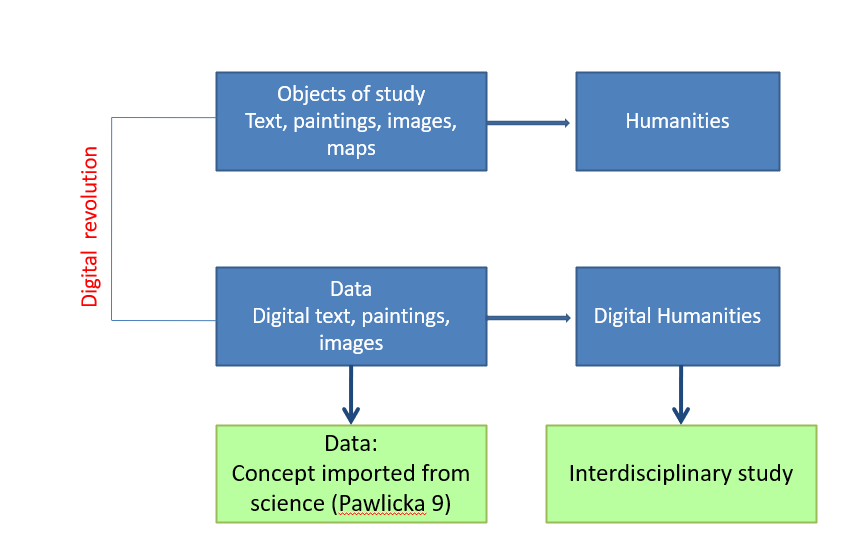 Objects of study
Text, paintings, images,
maps
Humanities
Digital revolution
Data
Digital text, paintings,
images
Digital Humanities
Data:
Concept imported from
science (Pawlicka 9)
Interdisciplinary study